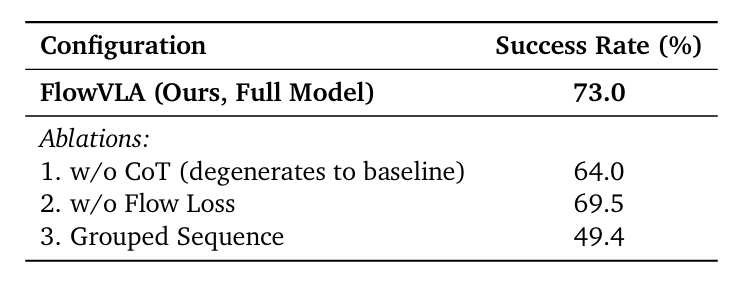 Configuration Success Rate (%)
FlowVLA (Ours, Full Model) 73.0
Ablations:
1. w/o CoT (degenerates to baseline) 64.0
2. w/o Flow Loss 69.5
3. Grouped Sequence 49.4